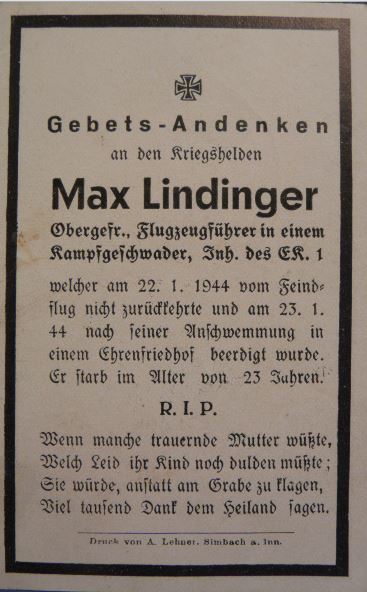 Gebets-Andenken
an den Kriegshelden
Max Lindinger
Obergefr., Flugzeugführer in einem
Kampfgeschwader, Inh. des EK. 1
welcher am 22. 1. 1944 vom Feind-
flug nicht zurückkehrte und am 23. 1.
44 nach seiner Anschwemmung in
einem Ehrenfriedhof beerdigt wurde.
Er starb im Alter von 23 Jahren.
R. I. P.
Wenn manche trauernde Mutter wüßte,
Welch Leid ihr Kind noch dulden müßte;
Sie würde, anstatt am Grabe zu klagen,
Viel tausend Dank dem Heiland sagen.
Druck von A. Lehner, Simbach a. Inn.